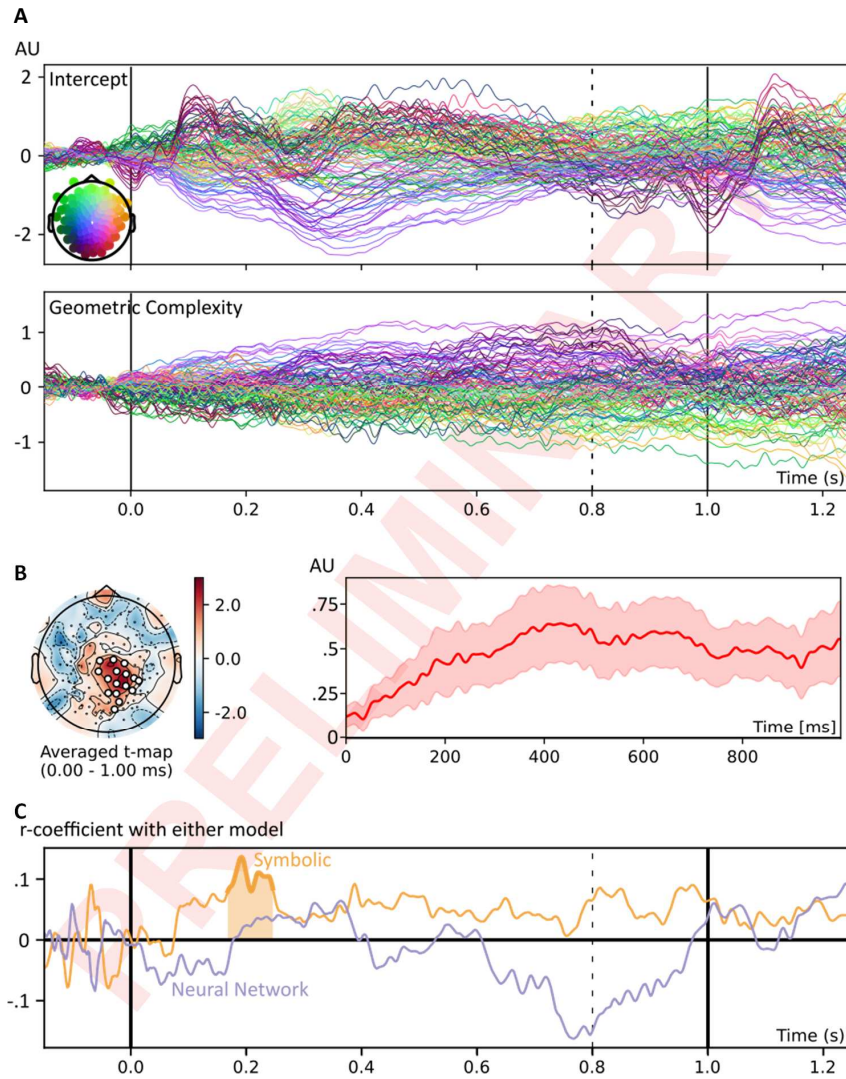 A
AU
Intercept
2
0
-2
Geometric Complexity
1
0
-1
Time (s)
0.0 0.2 0.4 0.6 0.8 1.0 1.2
B
2.0
0.0
-2.0
Averaged t-map
(0.00 - 1.00 ms)
AU
.75
.5
.25
0
Time [ms]
0 200 400 600 800
C
r-coefficient with either model
Symbolic
Neural Network
.1
0
-.1
Time (s)
0.0 0.2 0.4 0.6 0.8 1.0 1.2
PRELIMINARY